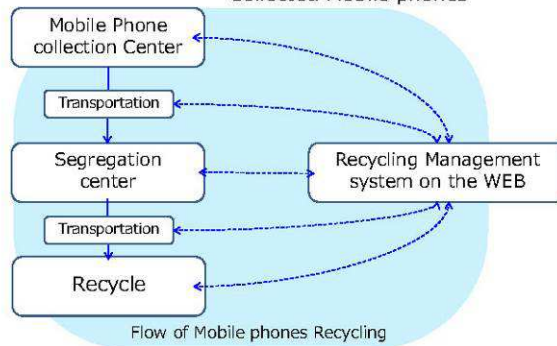 Collected Mobile phones
Mobile Phone
collection Center
Transportation
Segregation
center
Recycling Management
system on the WEB
Transportation
Recycle
Flow of Mobile phones Recycling